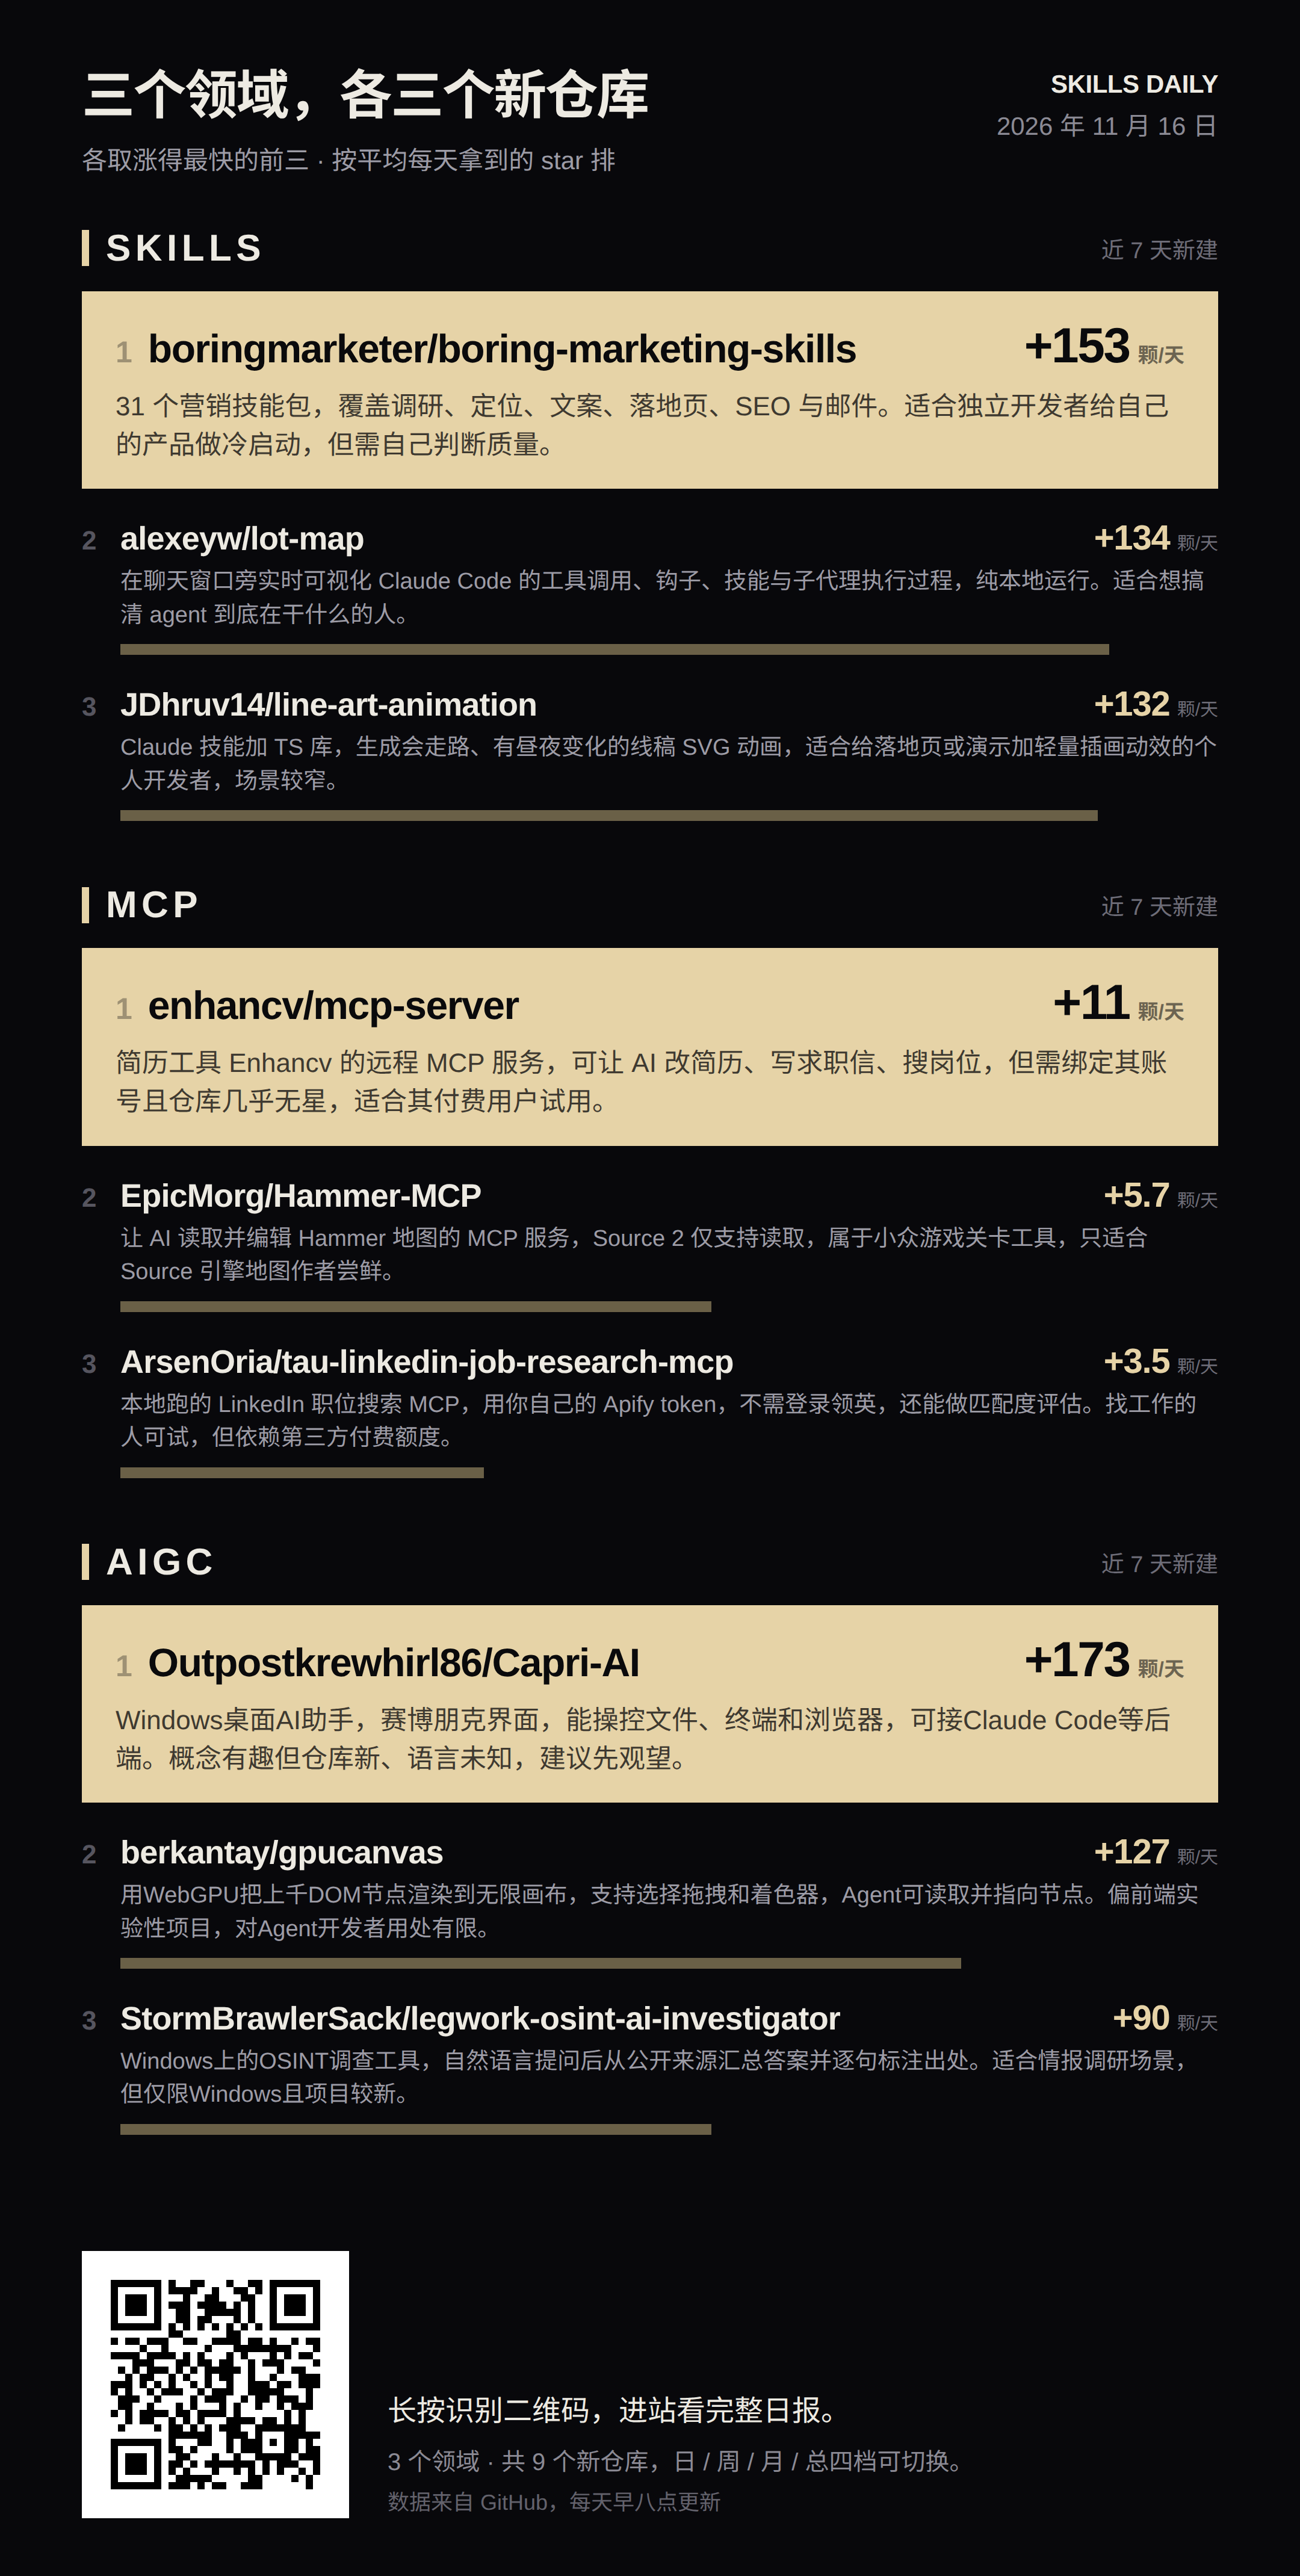 三个领域，各三个新仓库
SKILLS DAILY
2026 年 11 月 16 日
各取涨得最快的前三 · 按平均每天拿到的 star 排
SKILLS
近 7 天新建
1 boringmarketer/boring-marketing-skills +153 颗/天
31 个营销技能包，覆盖调研、定位、文案、落地页、SEO 与邮件。适合独立开发者给自己
的产品做冷启动，但需自己判断质量。
2 alexeyw/lot-map +134 颗/天
在聊天窗口旁实时可视化 Claude Code 的工具调用、钩子、技能与子代理执行过程，纯本地运行。适合想搞
清 agent 到底在干什么的人。
3 JDhruv14/line-art-animation +132 颗/天
Claude 技能加 TS 库，生成会走路、有昼夜变化的线稿 SVG 动画，适合给落地页或演示加轻量插画动效的个
人开发者，场景较窄。
MCP
近 7 天新建
1 enhancv/mcp-server +11 颗/天
简历工具 Enhancv 的远程 MCP 服务，可让 AI 改简历、写求职信、搜岗位，但需绑定其账
号且仓库几乎无星，适合其付费用户试用。
2 EpicMorg/Hammer-MCP +5.7 颗/天
让 AI 读取并编辑 Hammer 地图的 MCP 服务，Source 2 仅支持读取，属于小众游戏关卡工具，只适合
Source 引擎地图作者尝鲜。
3 ArsenOria/tau-linkedin-job-research-mcp +3.5 颗/天
本地跑的 LinkedIn 职位搜索 MCP，用你自己的 Apify token，不需登录领英，还能做匹配度评估。找工作的
人可试，但依赖第三方付费额度。
AIGC
近 7 天新建
1 Outpostkrewhirl86/Capri-AI +173 颗/天
Windows桌面AI助手，赛博朋克界面，能操控文件、终端和浏览器，可接Claude Code等后
端。概念有趣但仓库新、语言未知，建议先观望。
2 berkantay/gpucanvas +127 颗/天
用WebGPU把上千DOM节点渲染到无限画布，支持选择拖拽和着色器，Agent可读取并指向节点。偏前端实
验性项目，对Agent开发者用处有限。
3 StormBrawlerSack/legwork-osint-ai-investigator +90 颗/天
Windows上的OSINT调查工具，自然语言提问后从公开来源汇总答案并逐句标注出处。适合情报调研场景，
但仅限Windows且项目较新。
长按识别二维码，进站看完整日报。
3 个领域 · 共 9 个新仓库，日 / 周 / 月 / 总四档可切换。
数据来自 GitHub，每天早八点更新